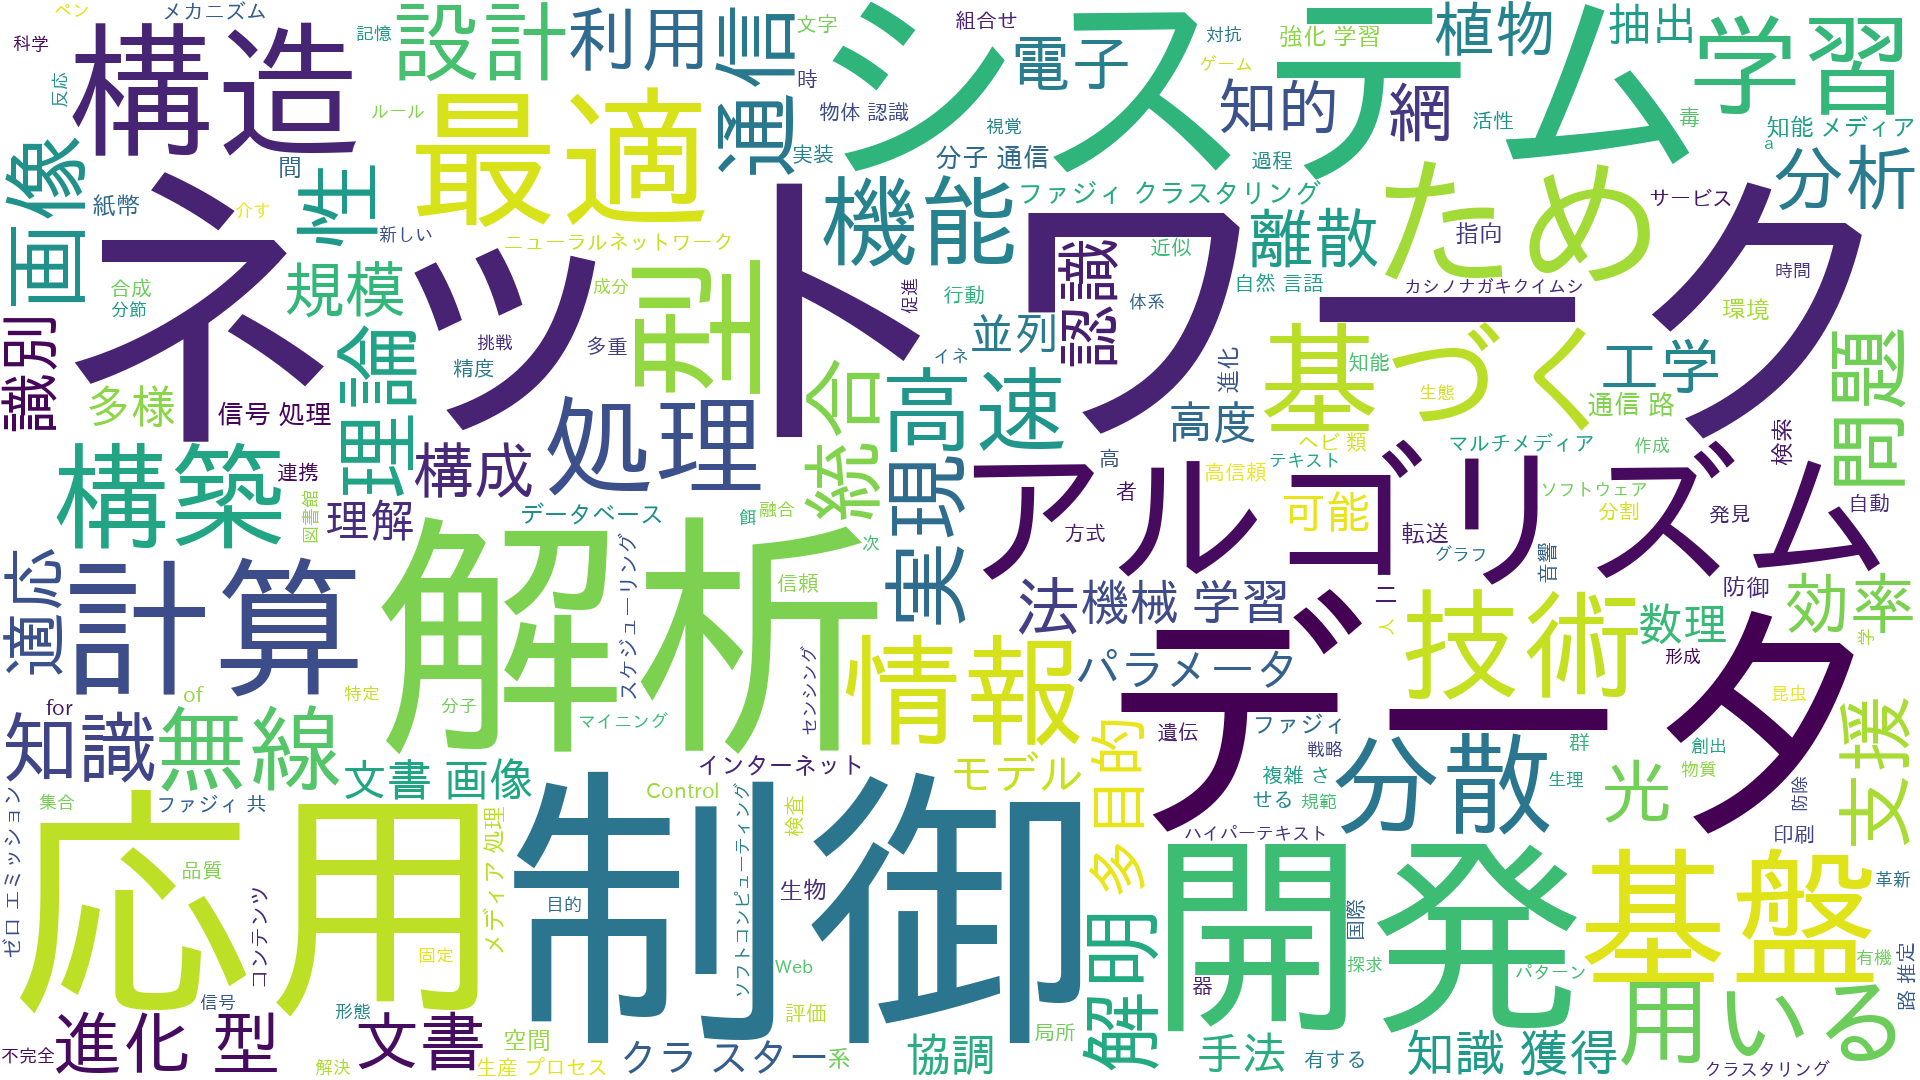 ペン
メカニズム
記憶
設計
利用
通信
文字
システム
組合せ
電子
対抗
強化 学習
植物
抽出
学習
科学
反応
構造
ルール
最適
時
物体 認識
視覚
ゲーム
知的
網
活性
毒
知能 メディア
a
画像
間
性
実装
分子 通信
過程
ため
分析
紙幣
介す
新しい
ニューラルネットワーク
機能
ファジィ クラスタリング
離散
指向
サービス
ネットワーク
合成
分節
規模
成分
型
促進
行動
近似
認識
体系
自然 言語
カシノナガキクイムシ
時間
環境
識別
多様
信号 処理
理論
挑戦
精度
多重
イネ
並列
進化
高度
基づく
知能
生態
工学
通信 路
問題
構築
連携
図書館
理解
構成
処理
統合
高速
実現
高
高信頼
ヘビ 類
テキスト
マルチメディア
作成
検索
データベース
餌
融合
次
アルゴリズム
者
方式
可能
転送
グラフ
ソフトウェア
分割
発見
自動
音響
適応
計算
解析
スケジューリング
信頼
法
機械 学習
二
人
防御
数理
効率
学
形成
技術
特定
分子
マイニング
センシング
情報
パラメータ
データ
昆虫
of
for
知識
無線
文書 画像
インターネット
モデル
多目的
遺伝
ファジィ
戦略
群
創出
物質
複雑 さ
せる
規範
分散
生理
光
防除
支援
ゼロ エミッション
集合
ファジィ 共
Control
ソフトコンピューティング
検査
メディア 処理
ハイパーテキスト
印刷
応用
品質
コンテンツ
目的
制御
生物
開発
国際
基盤
革新
固定
Web
解明
探求
パターン
有機
路 推定
信号
形態
評価
器
進化 型
不完全
解決
文書
空間
生産 プロセス
クラ スター
系
協調
局所
手法
有する
知識 獲得
用いる
クラスタリング